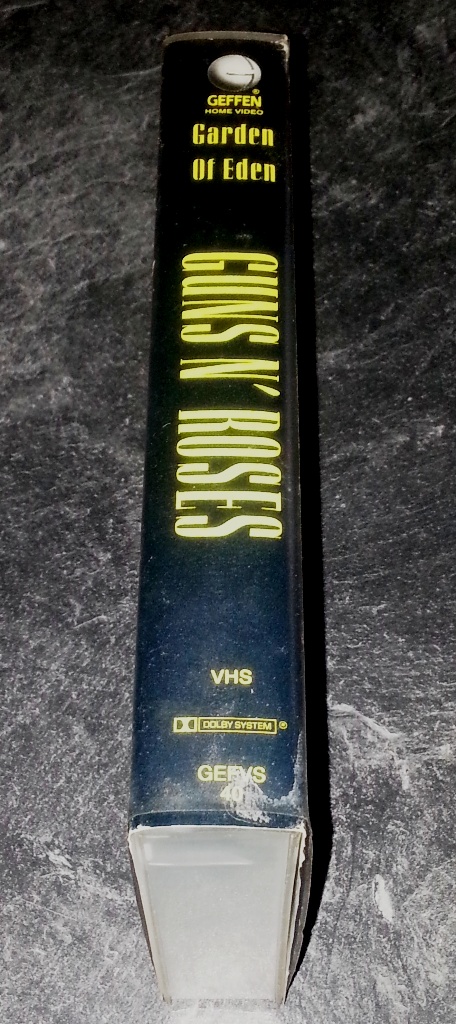 ®
GEFFEN
HOME VIDEO
Garden
Of Eden
GUNS N' ROSES
VHS
DOLBY SYSTEM ®